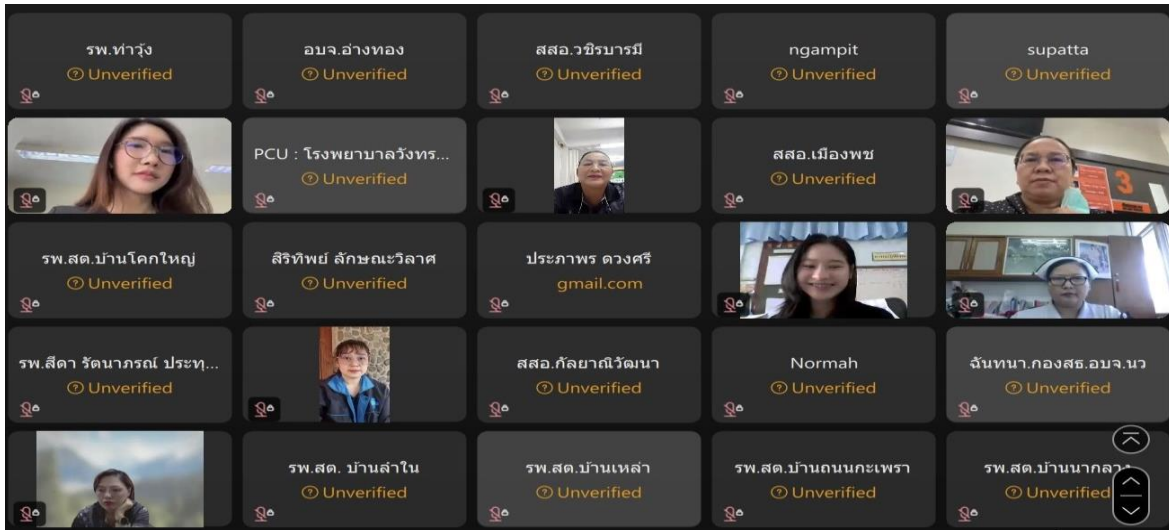 รพ.ท่าวุ้ง
Unverified
อบจ.อ่างทอง
Unverified
สสอ.วชิรบารมี
Unverified
ngampit
Unverified
supatta
Unverified
PCU : โรงพยาบาลวังทร...
Unverified
สสอ.เมืองพช
Unverified
3
รพ.สต.บ้านโคกใหญ่
Unverified
สิริทิพย์ ลักษณะวิลาศ
Unverified
ประภาพร ดวงศรี
gmail.com
รพ.สีดา รัตนาภรณ์ ประทุ...
Unverified
สสอ.กัลยาณิวัฒนา
Unverified
Normah
Unverified
ฉันทนา.กองสธ.อบจ.นว
Unverified
รพ.สต. บ้านลำใน
Unverified
รพ.สต.บ้านเหล่า
Unverified
รพ.สต.บ้านถนนกะเพรา
Unverified
รพ.สต.บ้านนากลาง
Unverified